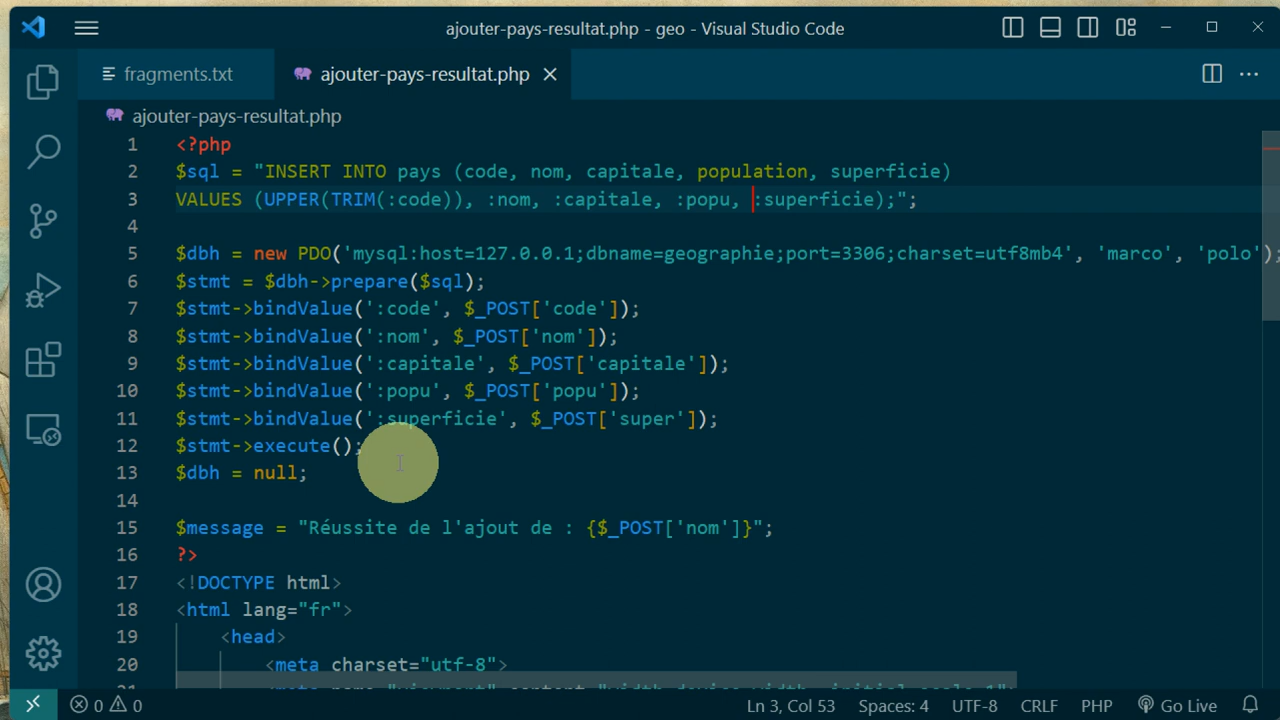 ajouter-pays-resultat.php - geo - Visual Studio Code
fragments.txt
ajouter-pays-resultat.php
ajouter-pays-resultat.php
1 <?php
2 $sql = "INSERT INTO pays (code, nom, capitale, population, superficie)
3 VALUES (UPPER(TRIM(:code)), :nom, :capitale, :popu, :superficie);";
4
5 $dbh = new PDO('mysql:host=127.0.0.1;dbname=geographie;port=3306;charset=utf8mb4', 'marco', 'polo');
6 $stmt = $dbh->prepare($sql);
7 $stmt->bindValue(':code', $_POST['code']);
8 $stmt->bindValue(':nom', $_POST['nom']);
9 $stmt->bindValue(':capitale', $_POST['capitale']);
10 $stmt->bindValue(':popu', $_POST['popu']);
11 $stmt->bindValue(':superficie', $_POST['super']);
12 $stmt->execute();
13 $dbh = null;
14
15 $message = "Réussite de l'ajout de : {$_POST['nom']}";
16 ?>
17 <!DOCTYPE html>
18 <html lang="fr">
19 <head>
20 <meta charset="utf-8">
0 0 Ln 3, Col 53 Spaces: 4 UTF-8 CRLF PHP Go Live